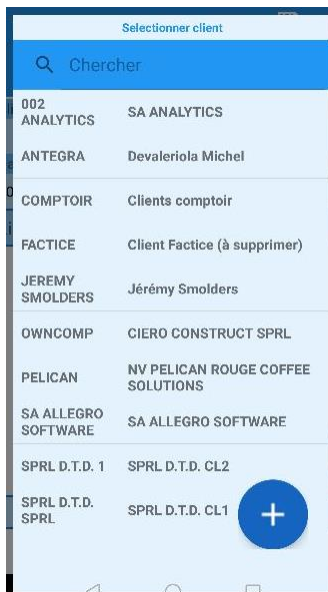 Selectionner client
Chercher
002 ANALYTICS SA ANALYTICS
ANTEGRA Devaleriola Michel
COMPTOIR Clients comptoir
FACTICE Client Factice (à supprimer)
JEREMY SMOLDERS Jérémy Smolders
OWNCOMP CIERO CONSTRUCT SPRL
PELICAN NV PELICAN ROUGE COFFEE SOLUTIONS
SA ALLEGRO SOFTWARE SA ALLEGRO SOFTWARE
SPRL D.T.D. 1 SPRL D.T.D. CL2
SPRL D.T.D. SPRL SPRL D.T.D. CL1